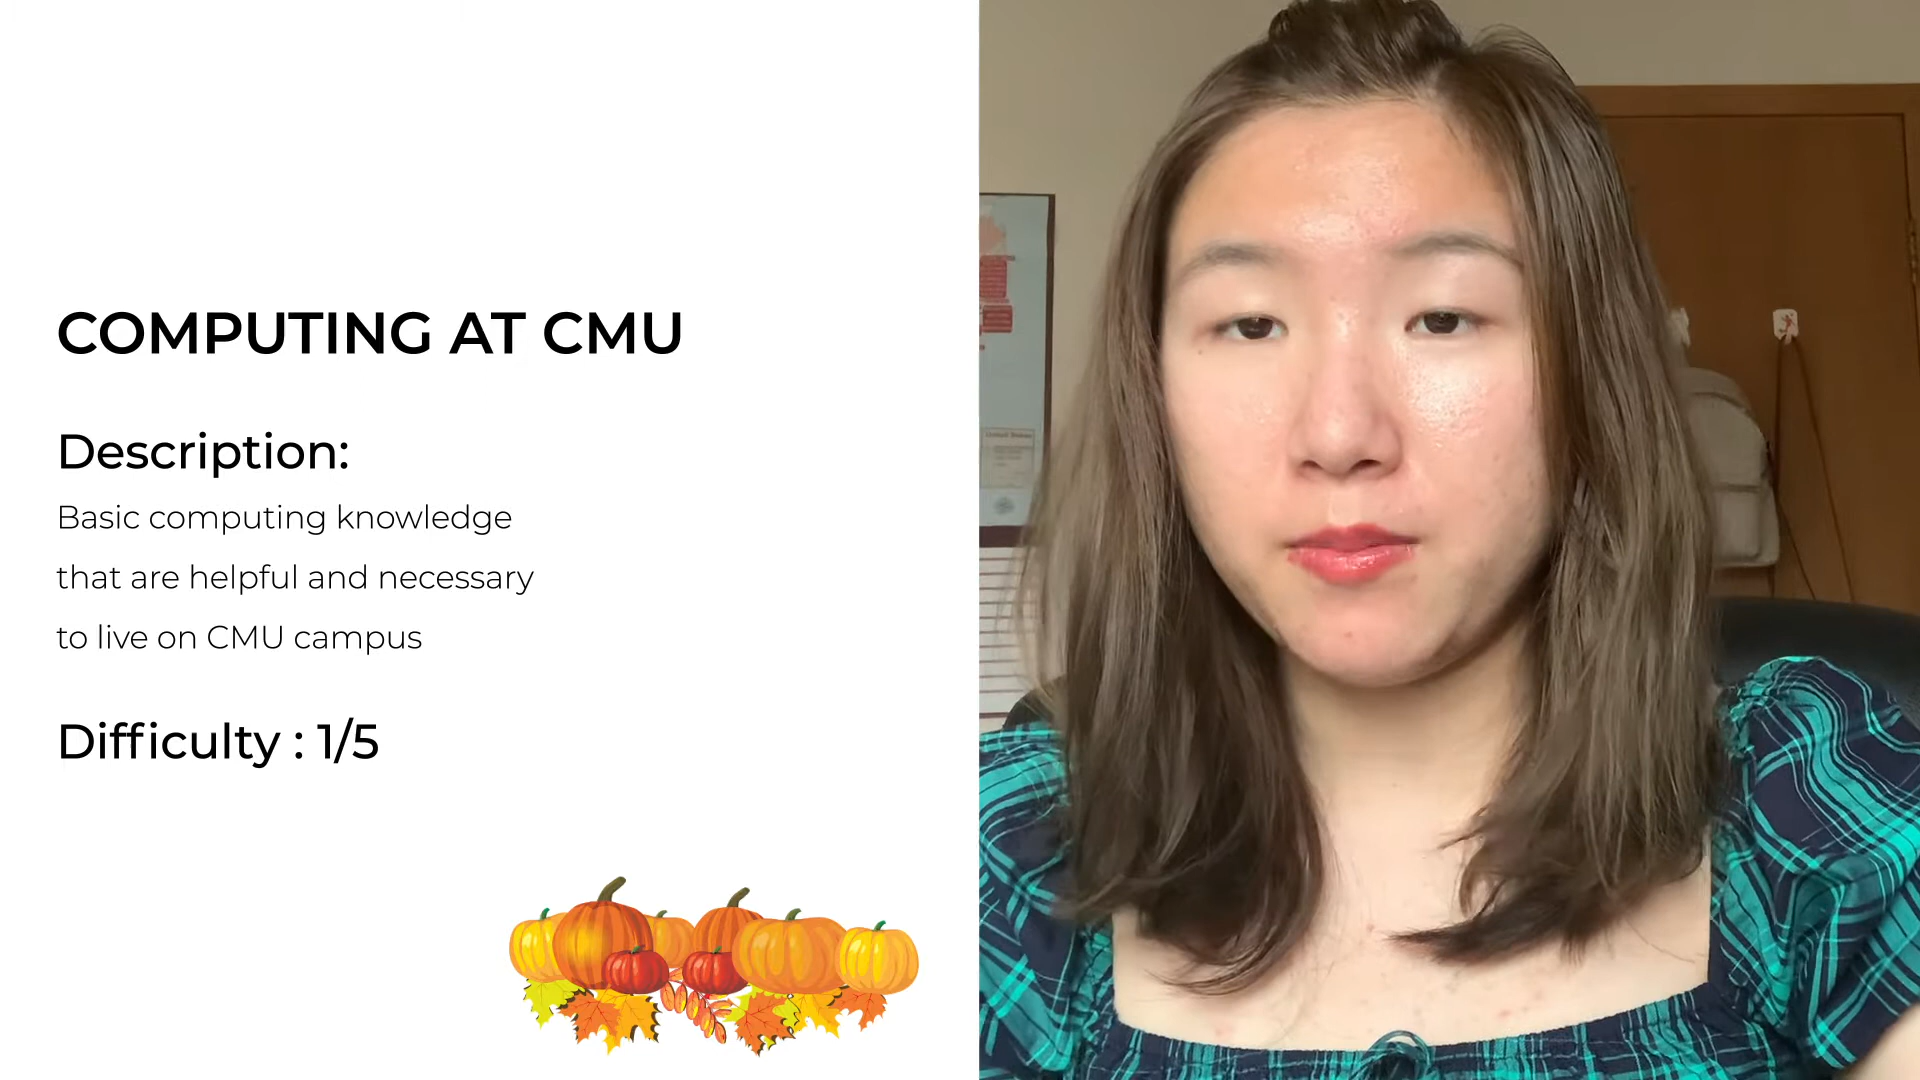 COMPUTING AT CMU
Description:
Basic computing knowledge
that are helpful and necessary
to live on CMU campus
Difficulty : 1/5